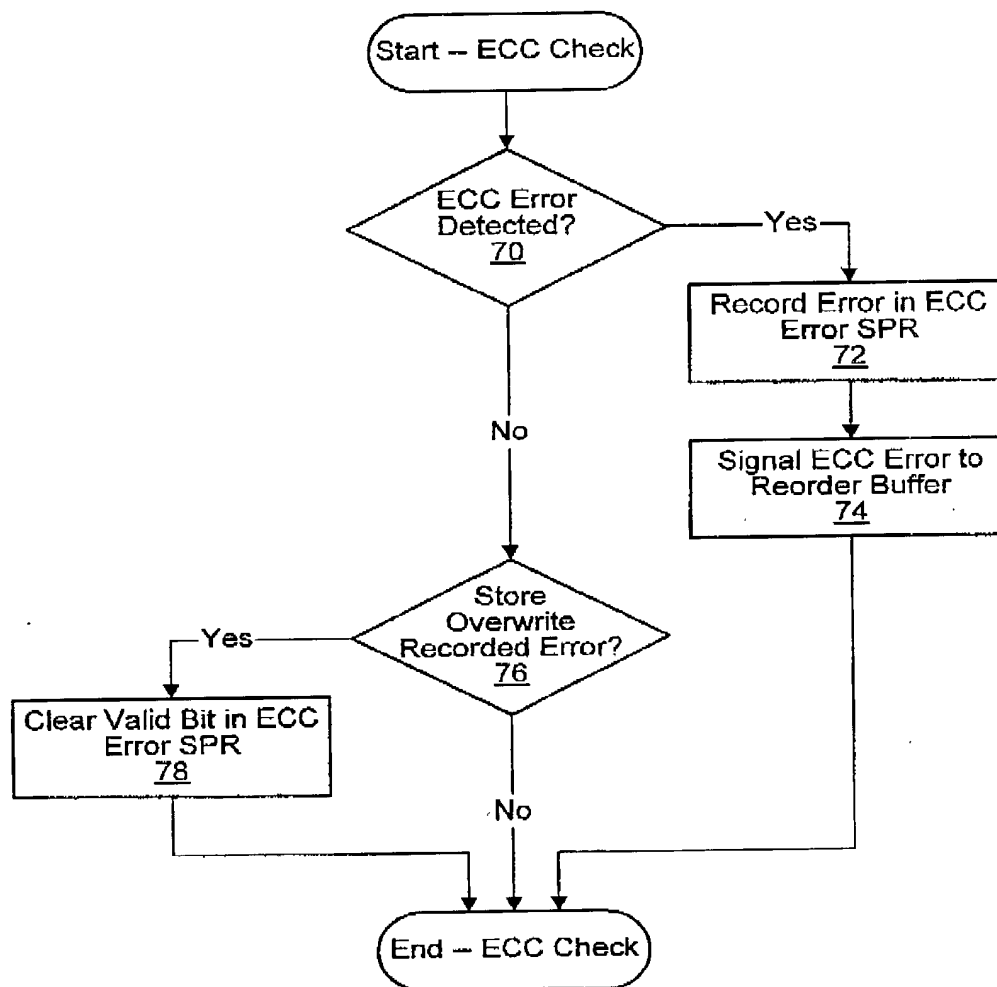 Start – ECC Check
ECC Error
Detected?
70
Yes
Record Error in ECC
Error SPR
72
No
Signal ECC Error to
Reorder Buffer
74
Store
Overwrite
Recorded Error?
76
Yes
Clear Valid Bit in ECC
Error SPR
78
No
End – ECC Check